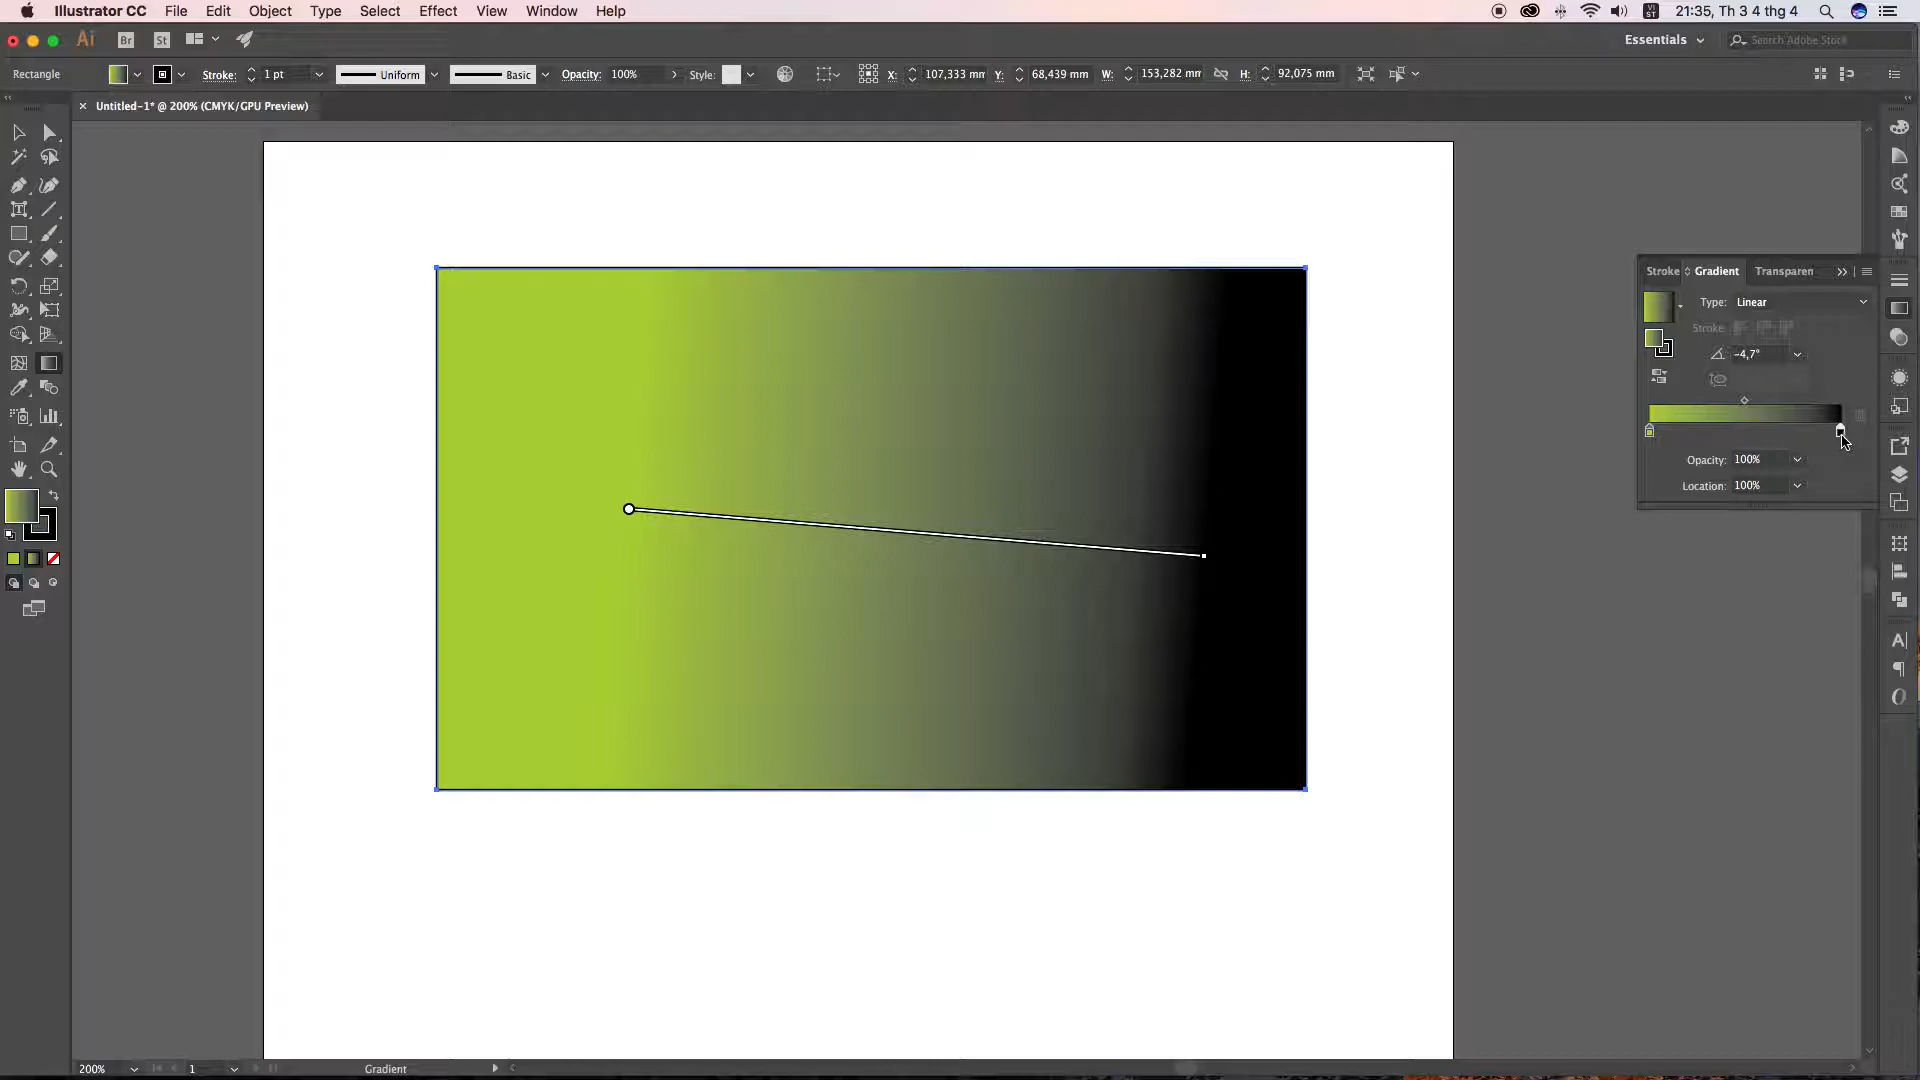 Illustrator CC File Edit Object Type Select Effect View Window Help 21:35, Th 3 4 thg 4
Ai Br St Essentials Search Adobe Stock
Rectangle Stroke: 1 pt Uniform Basic Opacity: 100% Style: X: 107,333 mm Y: 68,439 mm W: 153,282 mm H: 92,075 mm
× Untitled-1* @ 200% (CMYK/GPU Preview)
Stroke Gradient Transparen
Type: Linear
Stroke:
-4,7°
Opacity: 100%
Location: 100%
200% 1 Gradient